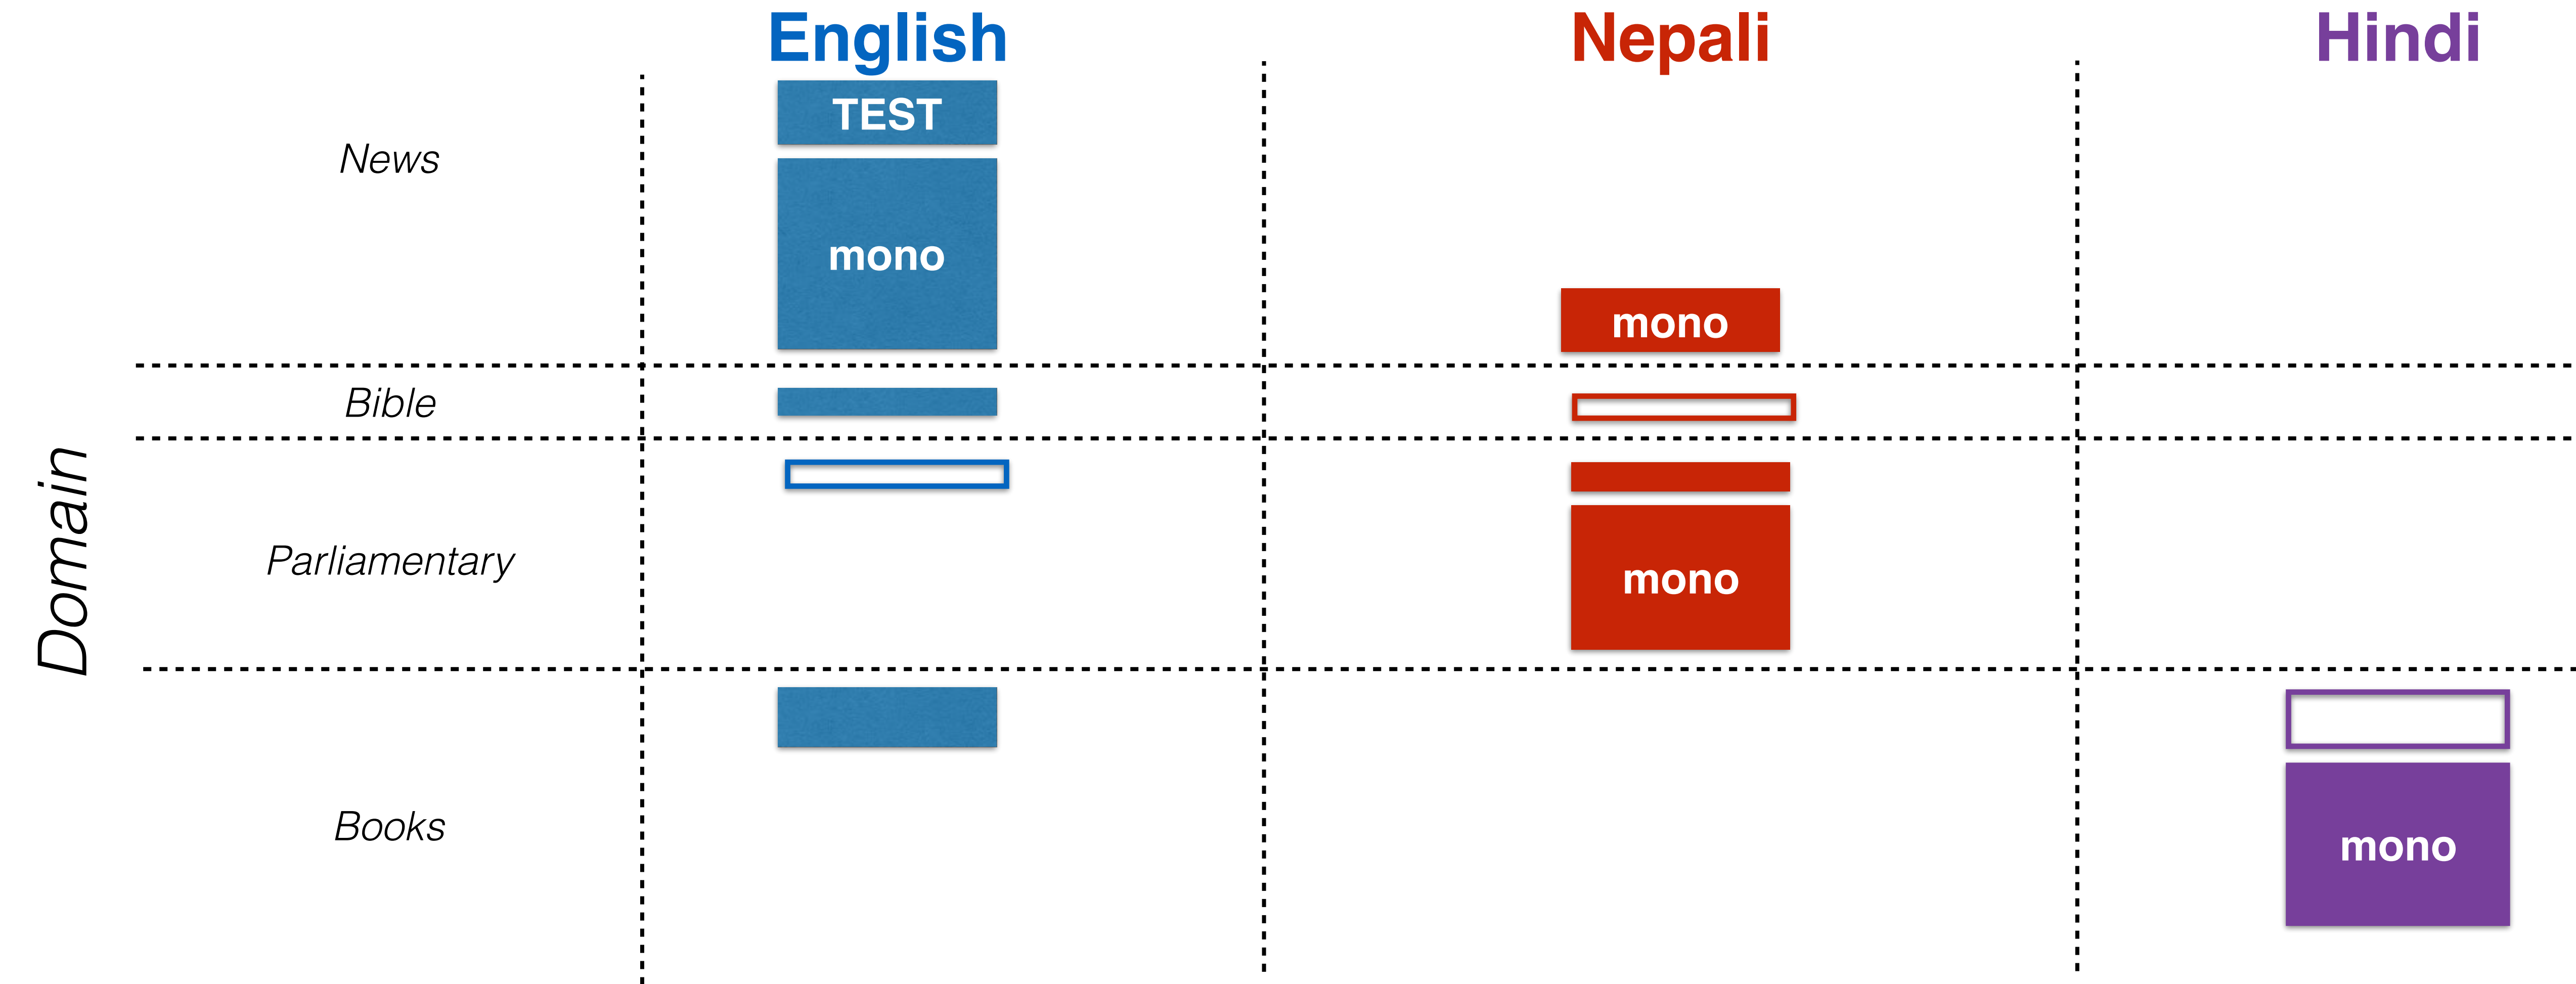 English
Nepali
Hindi
TEST
News
mono
mono
Bible
Domain
Parliamentary
mono
Books
mono